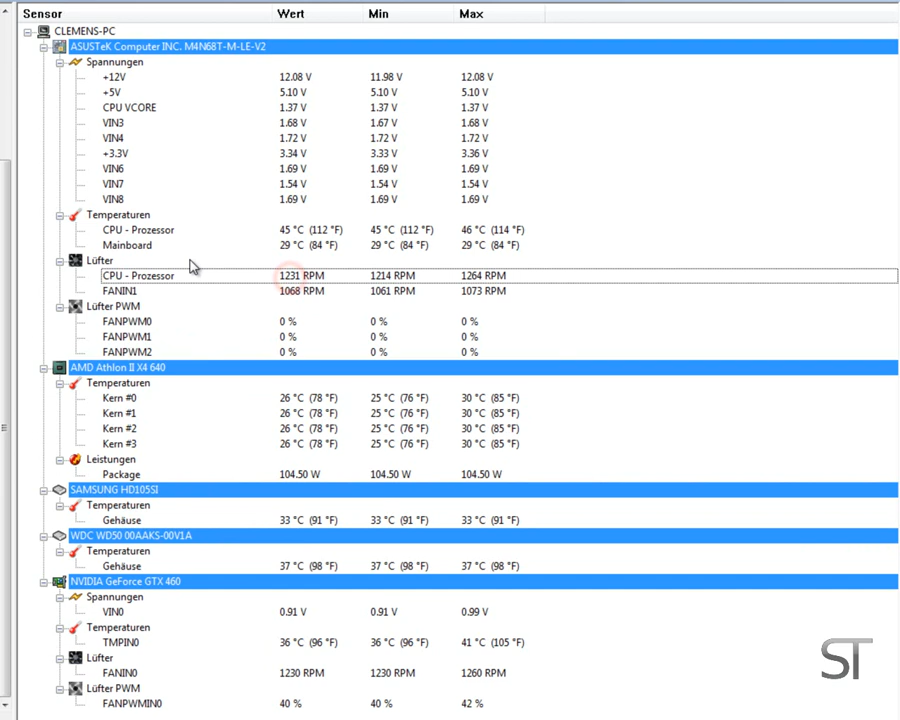 Sensor Wert Min Max
CLEMENS-PC
ASUSTeK Computer INC. M4N68T-M-LE-V2
Spannungen
+12V 12.08 V 11.98 V 12.08 V
+5V 5.10 V 5.10 V 5.10 V
CPU VCORE 1.37 V 1.37 V 1.37 V
VIN3 1.68 V 1.67 V 1.68 V
VIN4 1.72 V 1.72 V 1.72 V
+3.3V 3.34 V 3.33 V 3.36 V
VIN6 1.69 V 1.69 V 1.69 V
VIN7 1.54 V 1.54 V 1.54 V
VIN8 1.69 V 1.69 V 1.69 V
Temperaturen
CPU - Prozessor 45 °C (112 °F) 45 °C (112 °F) 46 °C (114 °F)
Mainboard 29 °C (84 °F) 29 °C (84 °F) 29 °C (84 °F)
Lüfter
CPU - Prozessor 1231 RPM 1214 RPM 1264 RPM
FANIN1 1068 RPM 1061 RPM 1073 RPM
Lüfter PWM
FANPWM0 0 % 0 % 0 %
FANPWM1 0 % 0 % 0 %
FANPWM2 0 % 0 % 0 %
AMD Athlon II X4 640
Temperaturen
Kern #0 26 °C (78 °F) 25 °C (76 °F) 30 °C (85 °F)
Kern #1 26 °C (78 °F) 25 °C (76 °F) 30 °C (85 °F)
Kern #2 26 °C (78 °F) 25 °C (76 °F) 30 °C (85 °F)
Kern #3 26 °C (78 °F) 25 °C (76 °F) 30 °C (85 °F)
Leistungen
Package 104.50 W 104.50 W 104.50 W
SAMSUNG HD105SI
Temperaturen
Gehäuse 33 °C (91 °F) 33 °C (91 °F) 33 °C (91 °F)
WDC WD50 00AAKS-00V1A
Temperaturen
Gehäuse 37 °C (98 °F) 37 °C (98 °F) 37 °C (98 °F)
NVIDIA GeForce GTX 460
Spannungen
VIN0 0.91 V 0.91 V 0.99 V
Temperaturen
TMPIN0 36 °C (96 °F) 36 °C (96 °F) 41 °C (105 °F)
Lüfter
FANIN0 1230 RPM 1230 RPM 1260 RPM
Lüfter PWM
FANPWMIN0 40 % 40 % 42 %
ST